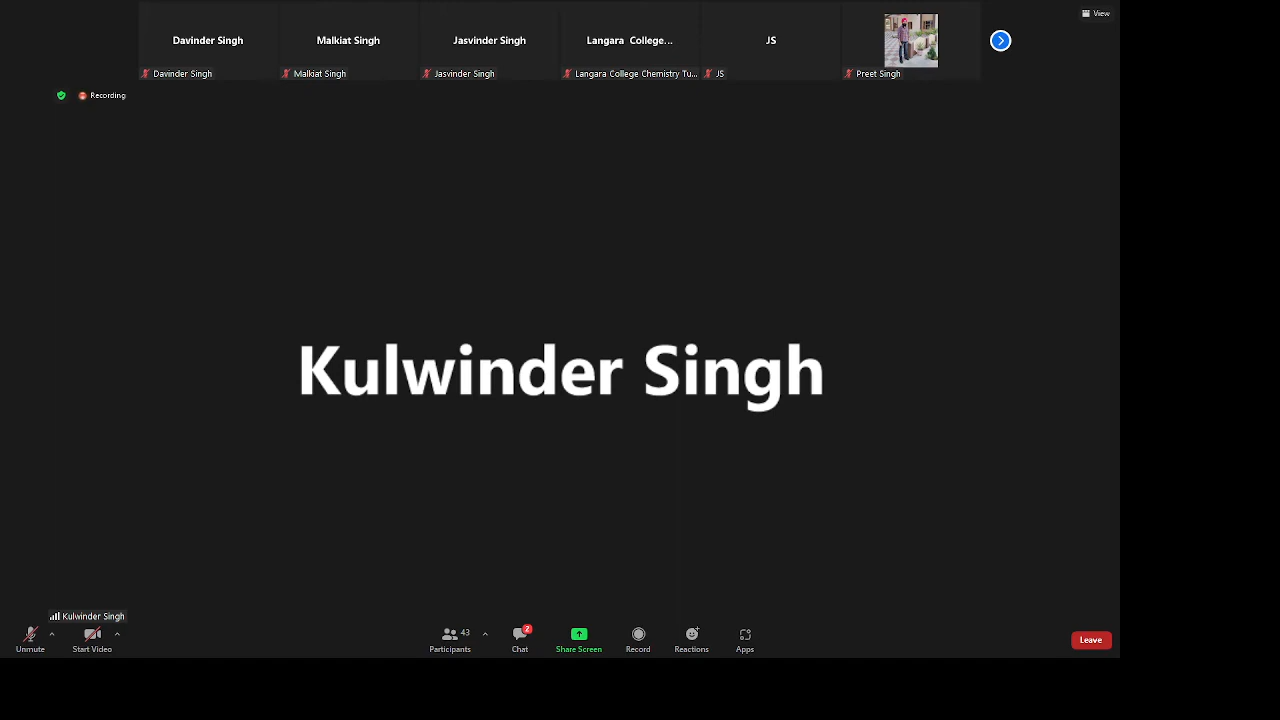 Davinder Singh
Malkiat Singh
Jasvinder Singh
Langara College...
JS
Davinder Singh
Malkiat Singh
Jasvinder Singh
Langara College Chemistry Tu...
JS
Preet Singh
View
Recording
Kulwinder Singh
Kulwinder Singh
Unmute
Start Video
43
Participants
2
Chat
Share Screen
Record
Reactions
Apps
Leave